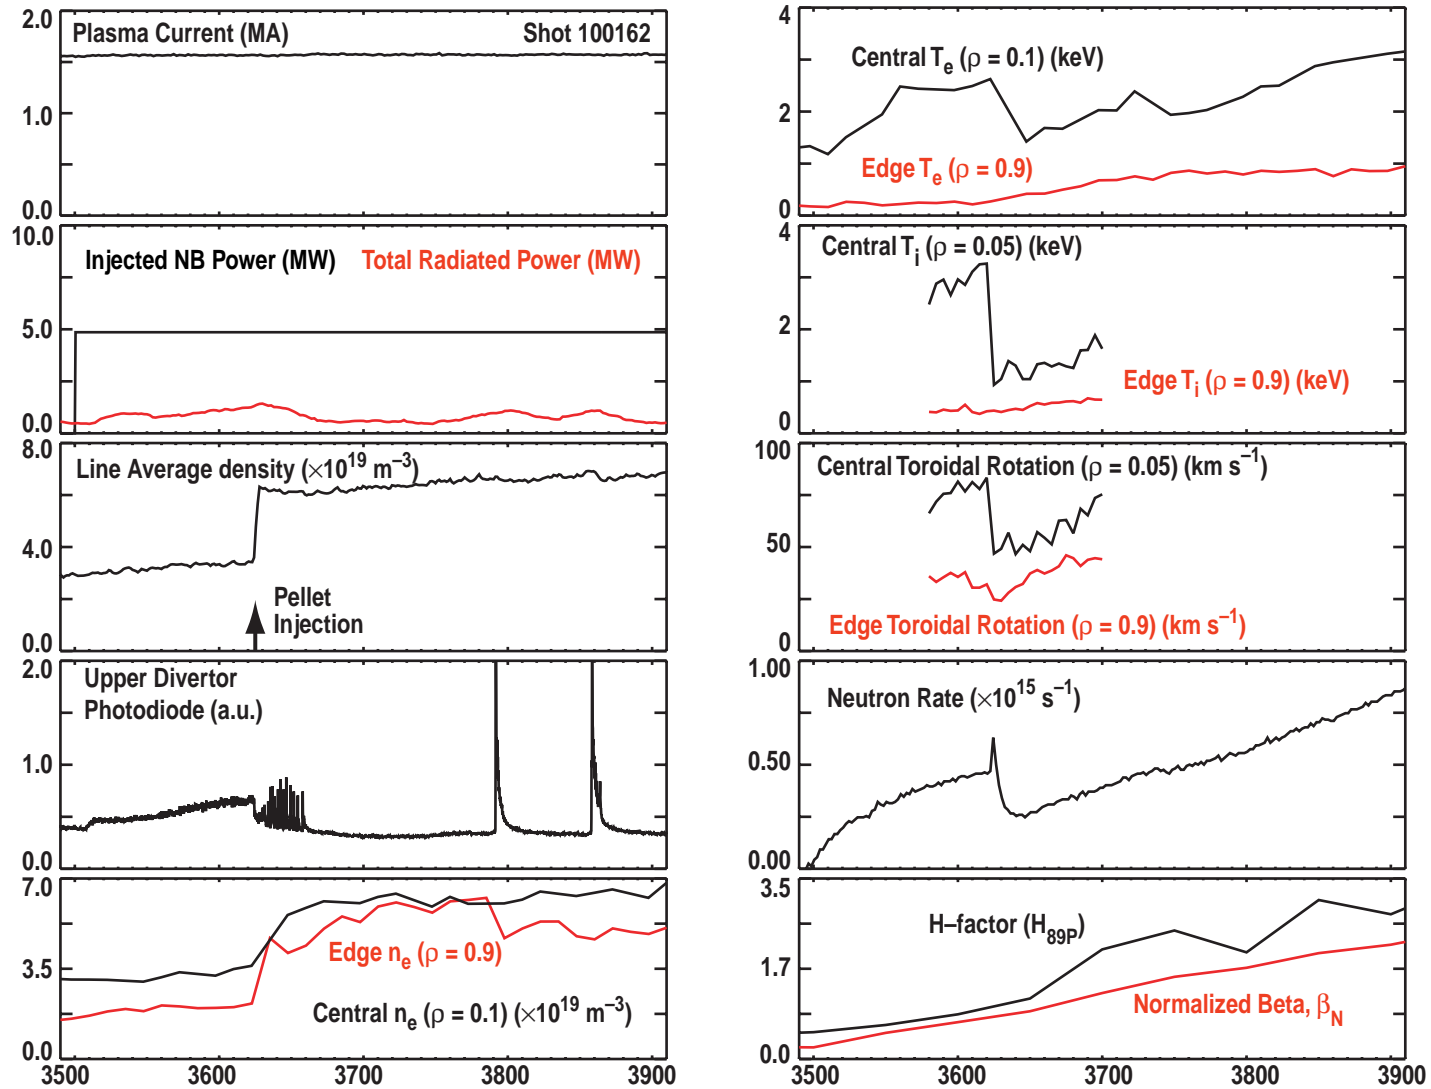 2.0
Plasma Current (MA) Shot 100162
1.0
0.0
10.0
Injected NB Power (MW) Total Radiated Power (MW)
5.0
0.0
8.0
Line Average density (×10¹⁹ m⁻³)
4.0
Pellet
Injection
0.0
2.0
Upper Divertor
Photodiode (a.u.)
1.0
0.0
7.0
Edge nₑ (ρ = 0.9)
3.5
Central nₑ (ρ = 0.1) (×10¹⁹ m⁻³)
0.0
3500 3600 3700 3800 3900
4
Central Tₑ (ρ = 0.1) (keV)
2
Edge Tₑ (ρ = 0.9)
0
4
Central Tᵢ (ρ = 0.05) (keV)
2
Edge Tᵢ (ρ = 0.9) (keV)
0
100
Central Toroidal Rotation (ρ = 0.05) (km s⁻¹)
50
Edge Toroidal Rotation (ρ = 0.9) (km s⁻¹)
0
1.00
Neutron Rate (×10¹⁵ s⁻¹)
0.50
0.00
3.5
H–factor (H₈₉P)
1.7
Normalized Beta, βN
0.0
3500 3600 3700 3800 3900